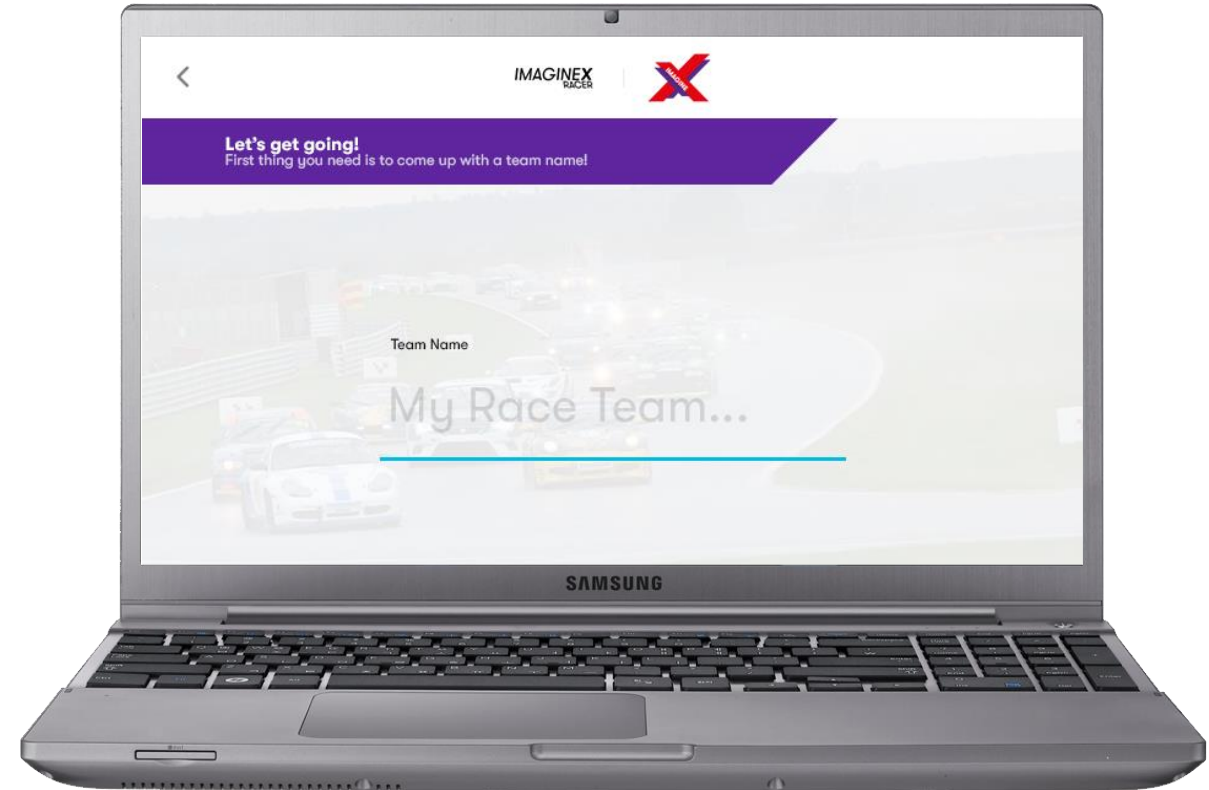 IMAGINEX
RACER
IMAGINE
Let's get going!
First thing you need is to come up with a team name!
Team Name
My Race Team...
SAMSUNG